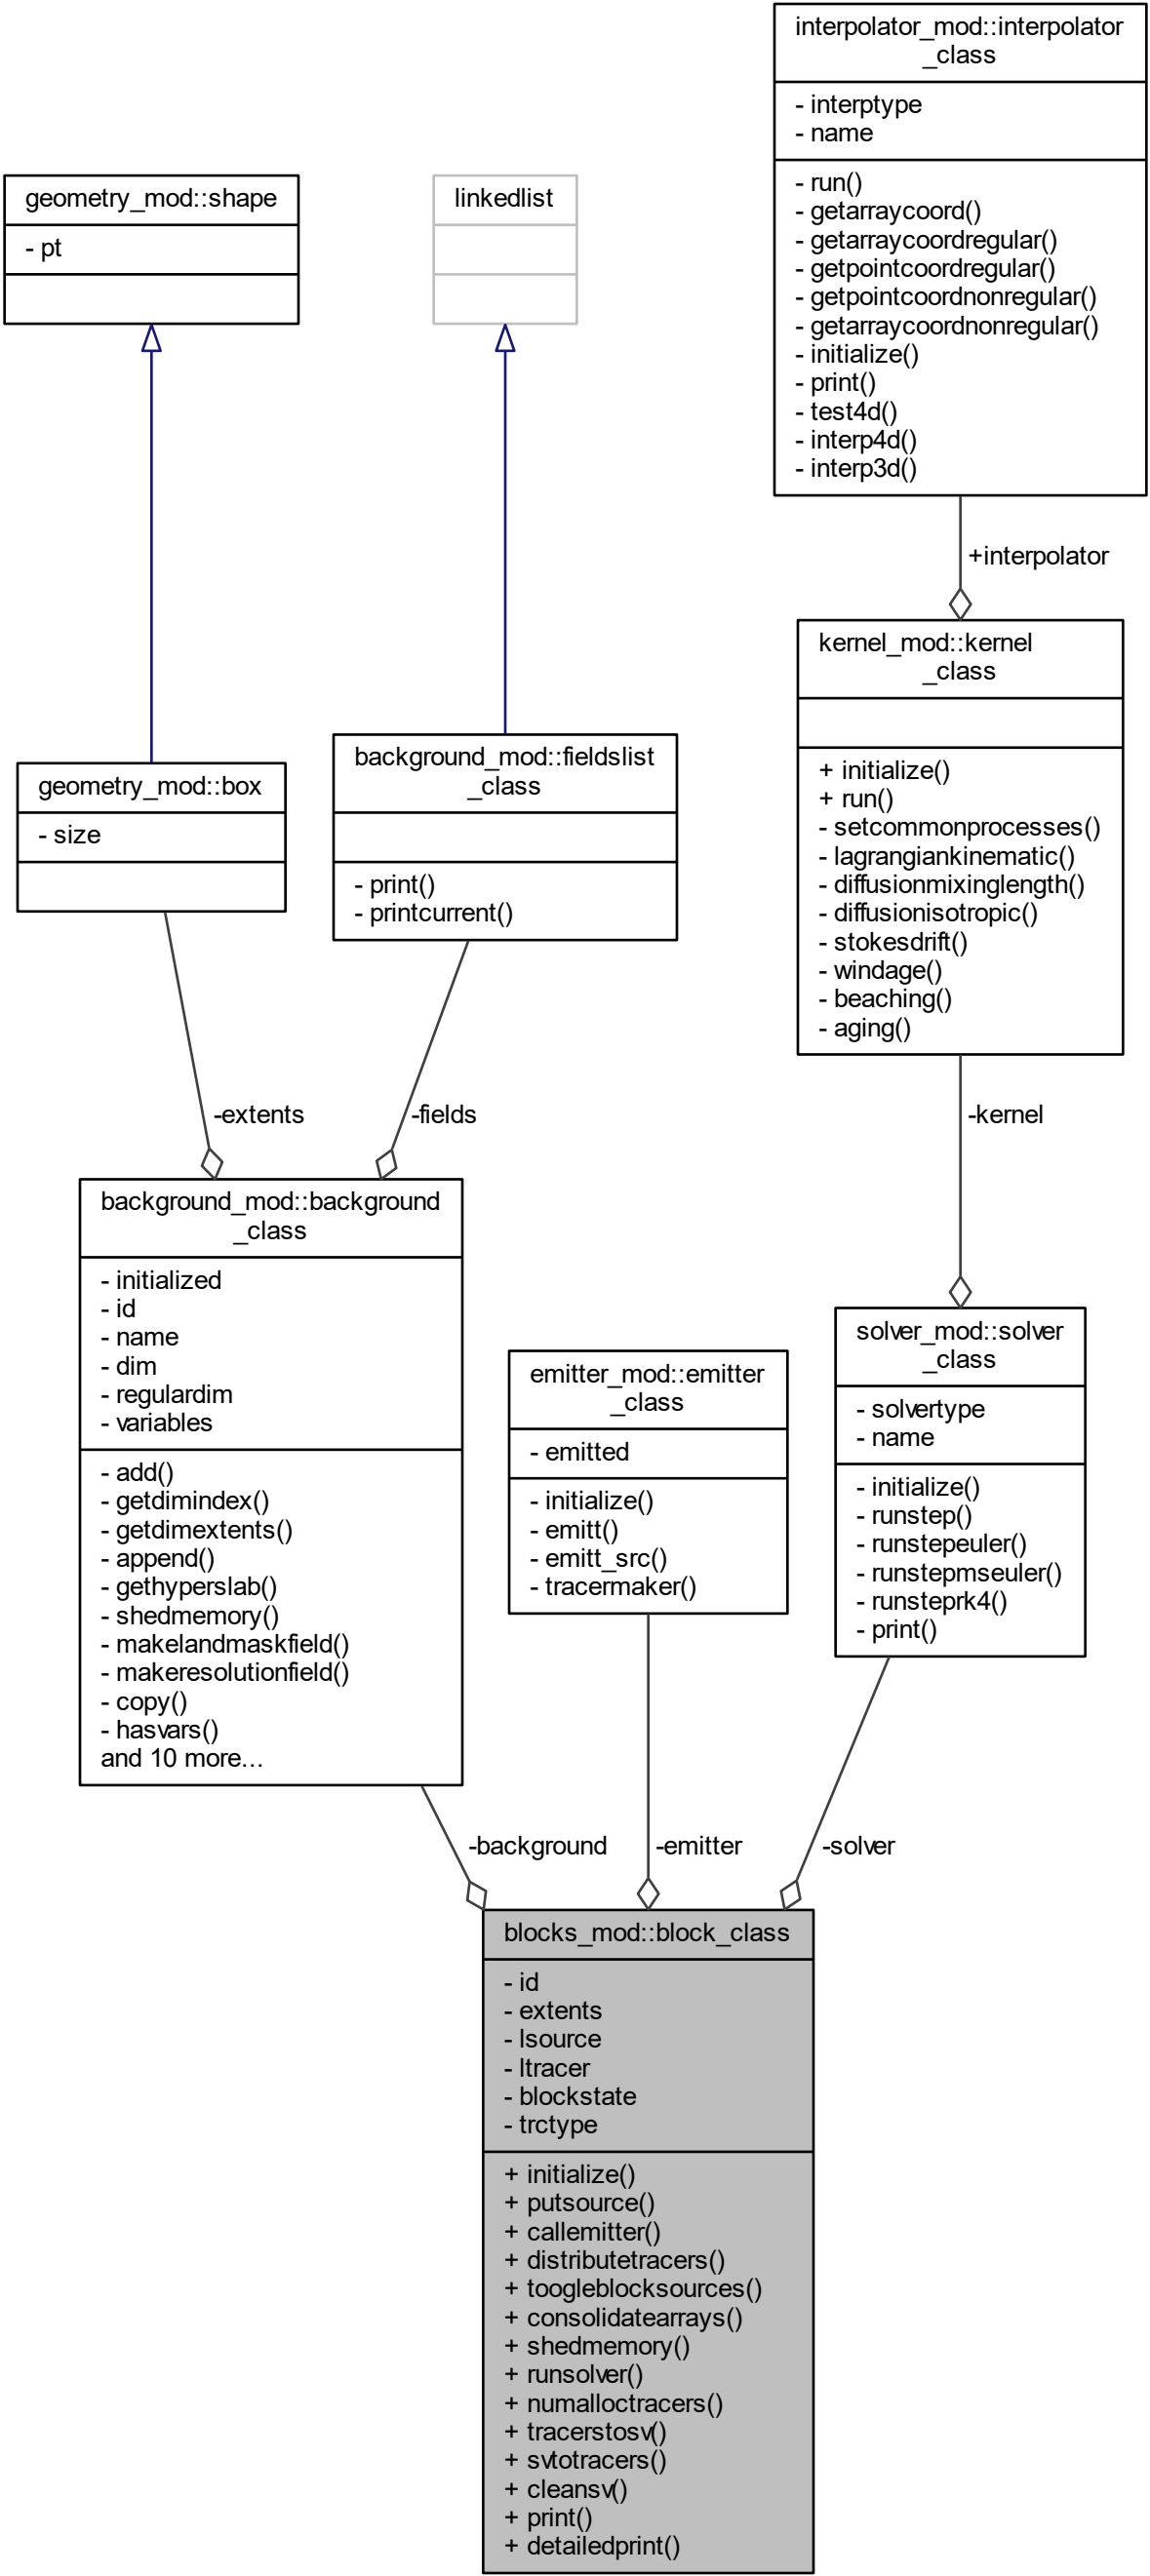 interpolator_mod::interpolator
_class
- interptype
- name
- run()
- getarraycoord()
- getarraycoordregular()
- getpointcoordregular()
- getpointcoordnonregular()
- getarraycoordnonregular()
- initialize()
- print()
- test4d()
- interp4d()
- interp3d()
geometry_mod::shape
- pt
linkedlist
+interpolator
kernel_mod::kernel
_class
+ initialize()
+ run()
- setcommonprocesses()
- lagrangiankinematic()
- diffusionmixinglength()
- diffusionisotropic()
- stokesdrift()
- windage()
- beaching()
- aging()
geometry_mod::box
- size
background_mod::fieldslist
_class
- print()
- printcurrent()
-extents
-fields
-kernel
background_mod::background
_class
- initialized
- id
- name
- dim
- regulardim
- variables
- add()
- getdimindex()
- getdimextents()
- append()
- gethyperslab()
- shedmemory()
- makelandmaskfield()
- makeresolutionfield()
- copy()
- hasvars()
and 10 more...
emitter_mod::emitter
_class
- emitted
- initialize()
- emitt()
- emitt_src()
- tracermaker()
solver_mod::solver
_class
- solvertype
- name
- initialize()
- runstep()
- runstepeuler()
- runstepmseuler()
- runsteprk4()
- print()
-background
-emitter
-solver
blocks_mod::block_class
- id
- extents
- lsource
- ltracer
- blockstate
- trctype
+ initialize()
+ putsource()
+ callemitter()
+ distributetracers()
+ toogleblocksources()
+ consolidatearrays()
+ shedmemory()
+ runsolver()
+ numalloctracers()
+ tracerstosv()
+ svtotracers()
+ cleansv()
+ print()
+ detailedprint()